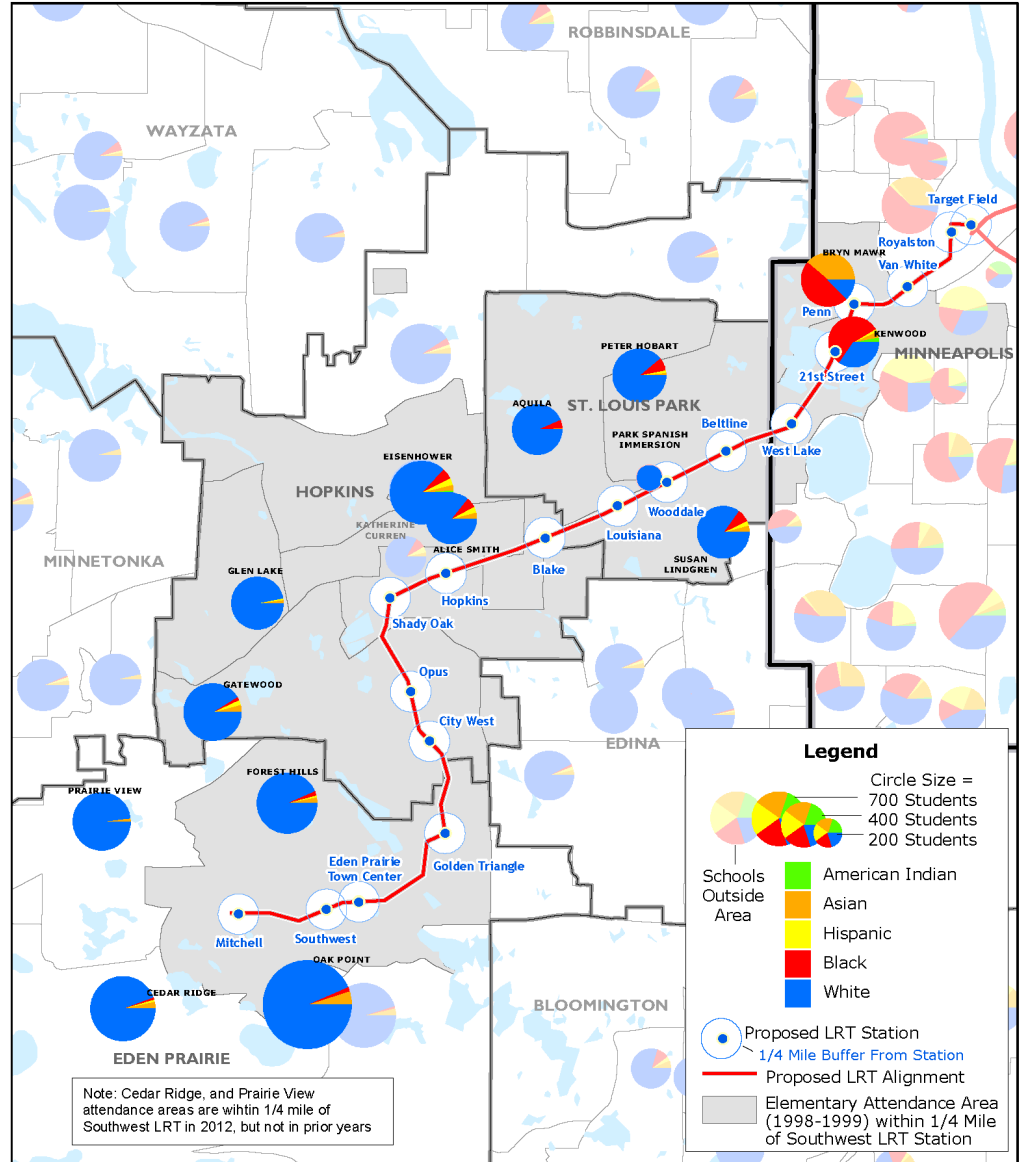 ROBBINSDALE
WAYZATA
Target Field
Royalston
BRYN MAWR
Van White
Penn
KENWOOD
MINNEAPOLIS
21st Street
PETER HOBART
ST. LOUIS PARK
AQUILA
Beltline
PARK SPANISH
IMMERSION
West Lake
EISENHOWER
HOPKINS
Wooddale
KATHERINE
CURREN
Louisiana
ALICE SMITH
SUSAN
LINDGREN
MINNETONKA
Blake
GLEN LAKE
Hopkins
Shady Oak
Opus
GATEWOOD
City West
EDINA
FOREST HILLS
PRAIRIE VIEW
Golden Triangle
Eden Prairie
Town Center
Mitchell
Southwest
OAK POINT
CEDAR RIDGE
BLOOMINGTON
EDEN PRAIRIE
Note: Cedar Ridge, and Prairie View
attendance areas are wihtin 1/4 mile of
Southwest LRT in 2012, but not in prior years
Legend
Circle Size =
700 Students
400 Students
200 Students
Schools
Outside
Area
American Indian
Asian
Hispanic
Black
White
Proposed LRT Station
1/4 Mile Buffer From Station
Proposed LRT Alignment
Elementary Attendance Area
(1998-1999) within 1/4 Mile
of Southwest LRT Station